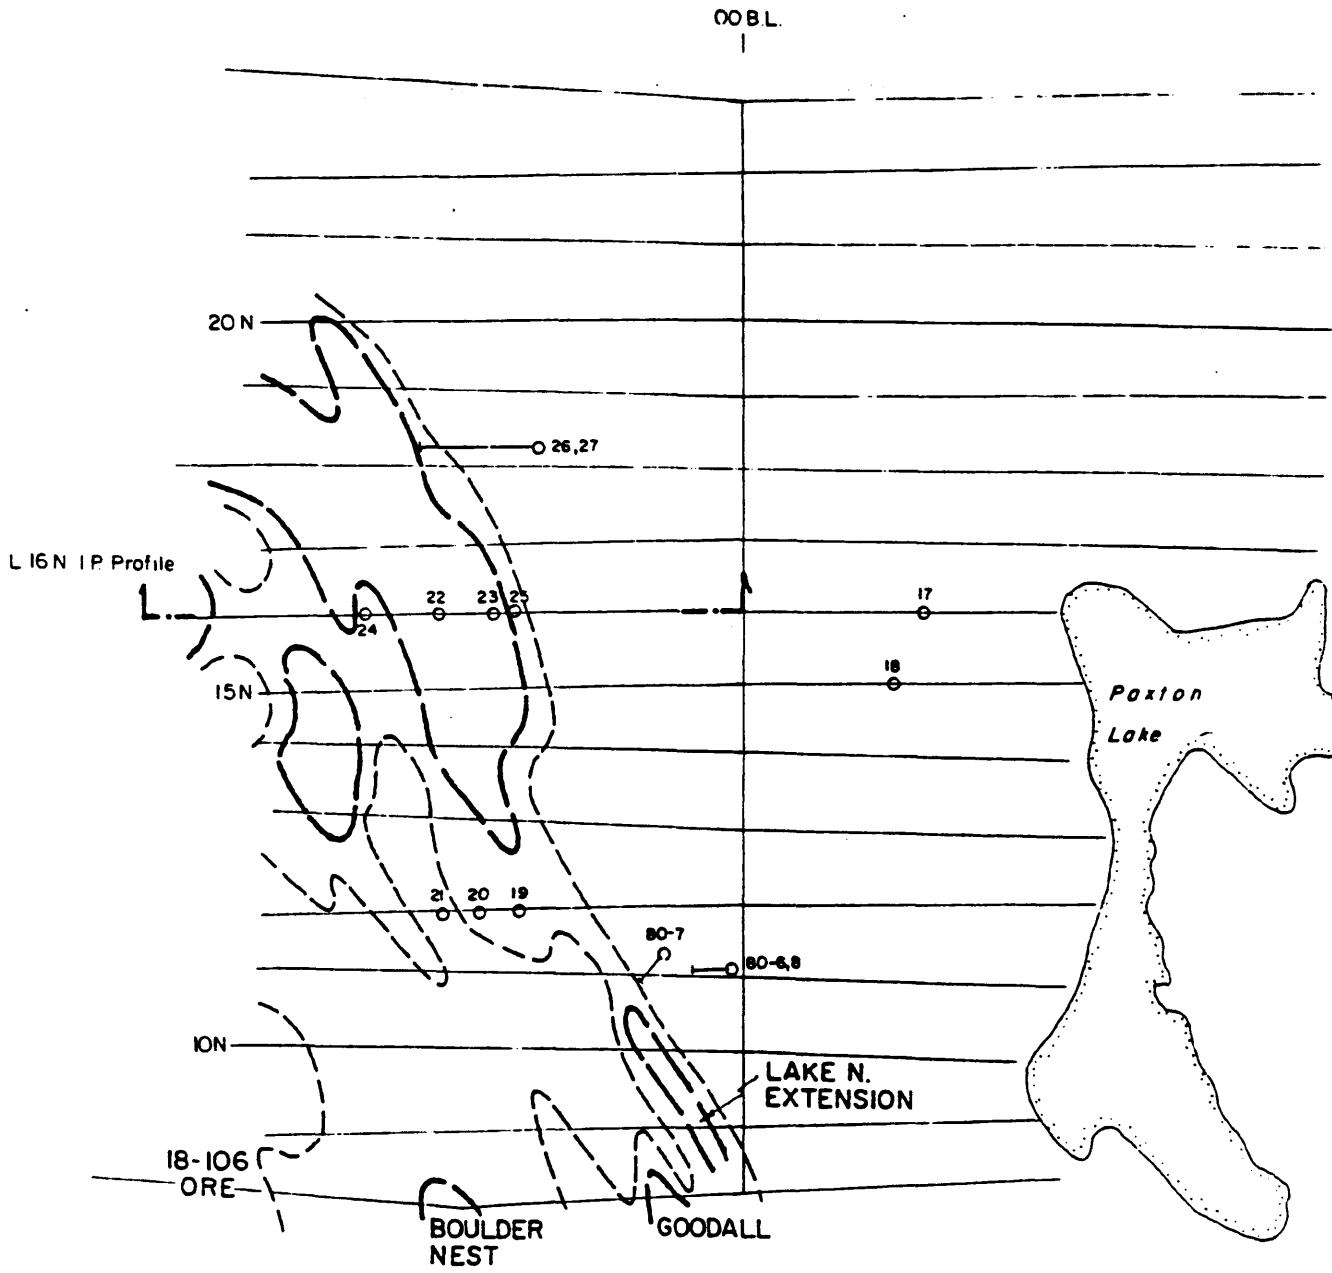 00 B.L.
20 N
26,27
L 16 N I P. Profile
22
23
25
17
24
18
15N
Paxton
Lake
21
20
19
80-7
80-6,8
10N
LAKE N.
EXTENSION
18-106
ORE
BOULDER
NEST
GOODALL